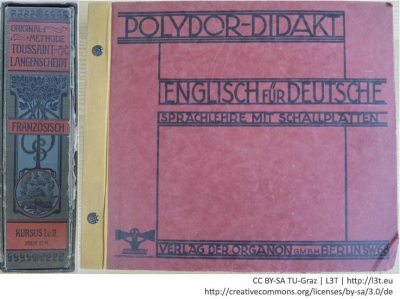 ORIGINAL
METHODE
TOUSSAINT-
LANGENSCHEIDT
FRANZÖSISCH
KURSUS I u. II.
POLYDOR-DIDAKT
ENGLISCH FÜR DEUTSCHE
SPRACHLEHRE MIT SCHALLPLATTEN
VERLAG DER ORGANON GMBH BERLIN
CC BY-SA TU-Graz | L3T | http://l3t.eu
http://creativecommons.org/licenses/by-sa/3.0/de